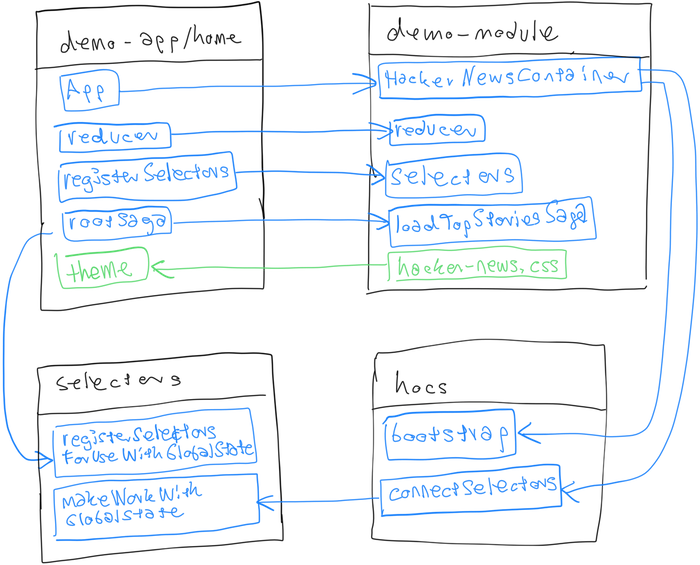 demo-app/home
App
reducer
registerSelectors
rootSaga
theme
demo-module
HackerNewsContainer
reducer
selectors
loadTopStoriesSaga
hacker-news.css
selectors
registerSelectors
ForUseWithGlobalState
makeWorkWith
GlobalState
hocs
bootstrap
connectSelectors